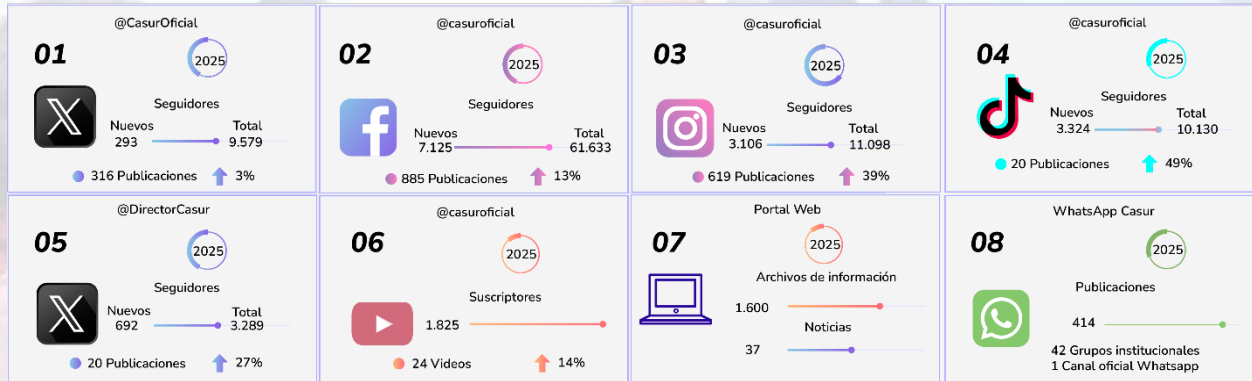 @CasurOficial
01
2025
Seguidores
Nuevos Total
293 9.579
316 Publicaciones 3%
@casuroficial
02
2025
Seguidores
Nuevos Total
7.125 61.633
885 Publicaciones 13%
@casuroficial
03
2025
Seguidores
Nuevos Total
3.106 11.098
619 Publicaciones 39%
@casuroficial
04
2025
Seguidores
Nuevos Total
3.324 10.130
20 Publicaciones 49%
@DirectorCasur
05
2025
Seguidores
Nuevos Total
692 3.289
20 Publicaciones 27%
@casuroficial
06
2025
Suscriptores
1.825
24 Videos 14%
Portal Web
07
2025
Archivos de información
1.600
Noticias
37
WhatsApp Casur
08
2025
Publicaciones
414
42 Grupos institucionales
1 Canal oficial Whatsapp